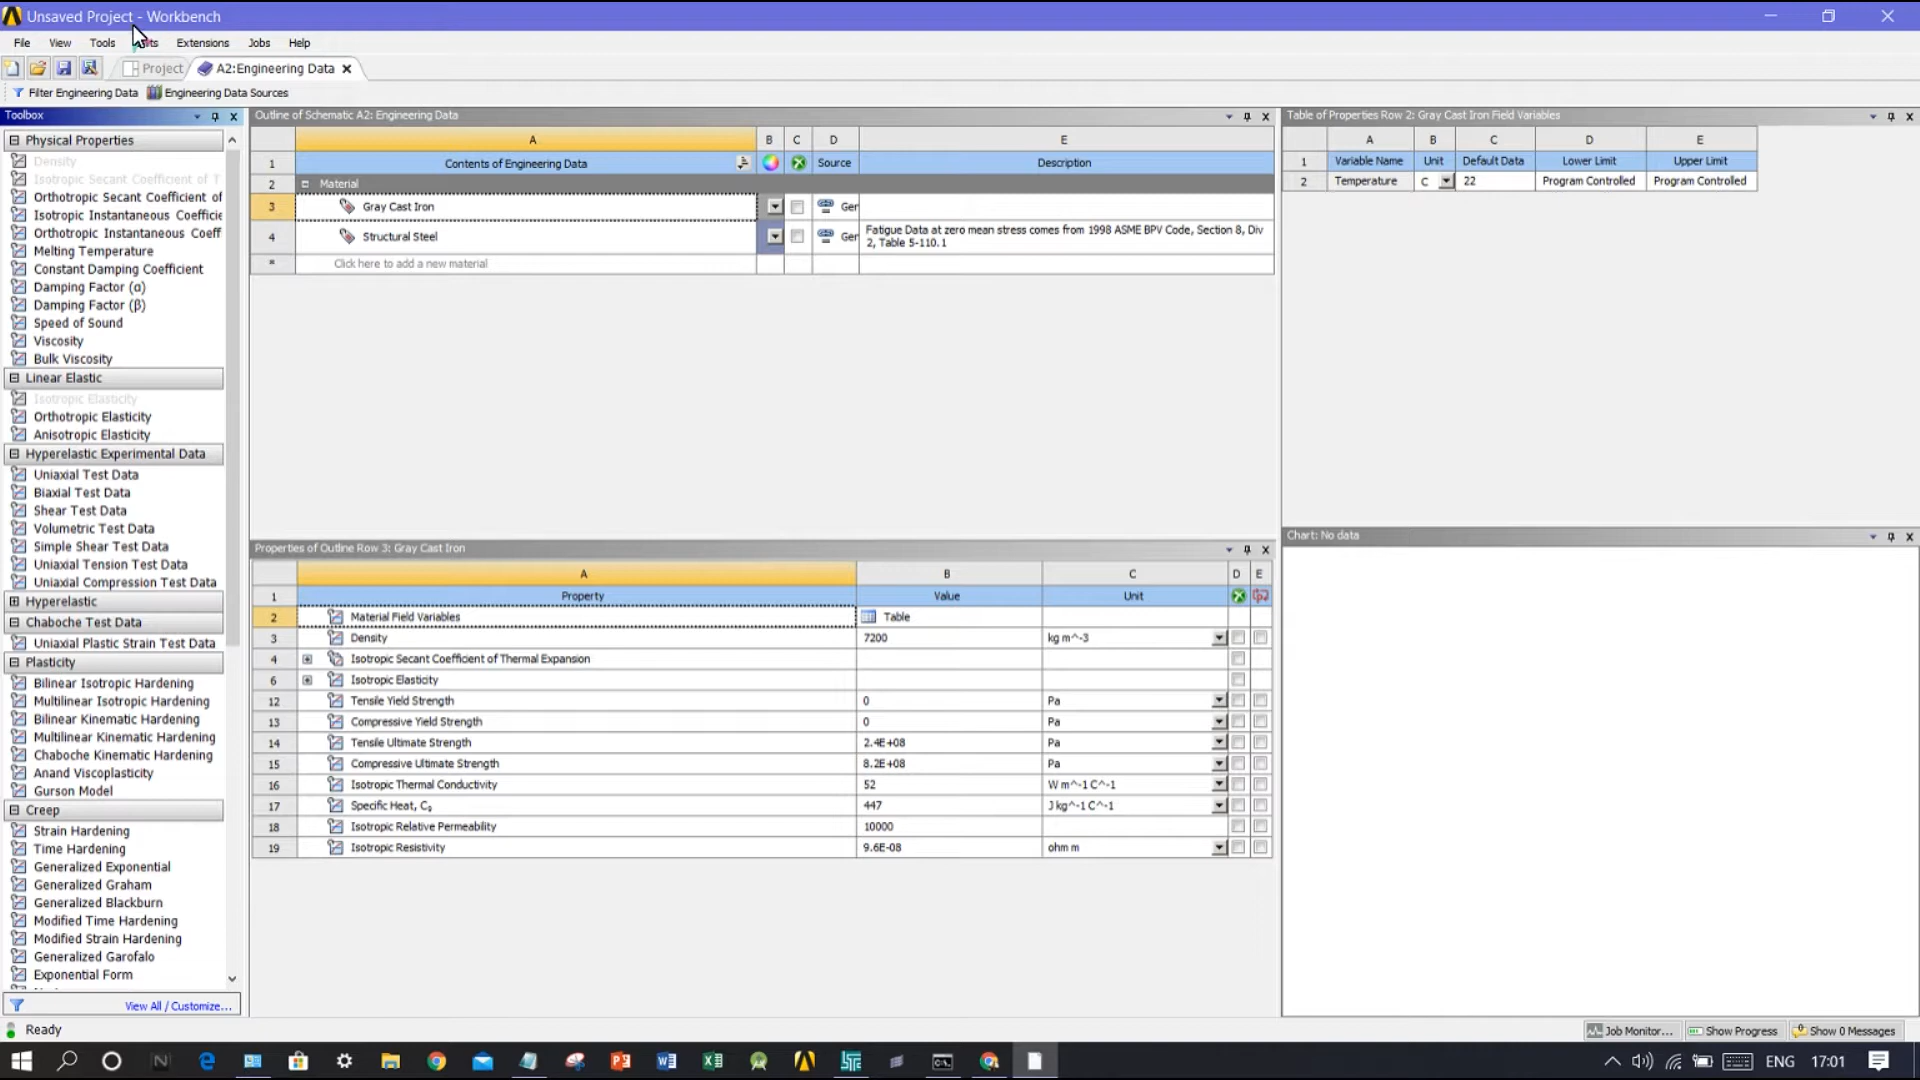 Unsaved Project - Workbench
File View Tools Extensions Jobs Help
Project A2:Engineering Data
Filter Engineering Data Engineering Data Sources
Toolbox
Physical Properties
Density
Isotropic Secant Coefficient of T
Orthotropic Secant Coefficient of
Isotropic Instantaneous Coefficie
Orthotropic Instantaneous Coeff
Melting Temperature
Constant Damping Coefficient
Damping Factor (α)
Damping Factor (β)
Speed of Sound
Viscosity
Bulk Viscosity
Linear Elastic
Isotropic Elasticity
Orthotropic Elasticity
Anisotropic Elasticity
Hyperelastic Experimental Data
Uniaxial Test Data
Biaxial Test Data
Shear Test Data
Volumetric Test Data
Simple Shear Test Data
Uniaxial Tension Test Data
Uniaxial Compression Test Data
Hyperelastic
Chaboche Test Data
Uniaxial Plastic Strain Test Data
Plasticity
Bilinear Isotropic Hardening
Multilinear Isotropic Hardening
Bilinear Kinematic Hardening
Multilinear Kinematic Hardening
Chaboche Kinematic Hardening
Anand Viscoplasticity
Gurson Model
Creep
Strain Hardening
Time Hardening
Generalized Exponential
Generalized Graham
Generalized Blackburn
Modified Time Hardening
Modified Strain Hardening
Generalized Garofalo
Exponential Form
View All / Customize...
Outline of Schematic A2: Engineering Data
A B C D E
1 Contents of Engineering Data Source Description
2 Material
3 Gray Cast Iron Ger
4 Structural Steel Ger Fatigue Data at zero mean stress comes from 1998 ASME BPV Code, Section 8, Div
2, Table 5-110.1
* Click here to add a new material
Properties of Outline Row 3: Gray Cast Iron
A B C D E
1 Property Value Unit
2 Material Field Variables Table
3 Density 7200 kg m^-3
4 Isotropic Secant Coefficient of Thermal Expansion
6 Isotropic Elasticity
12 Tensile Yield Strength 0 Pa
13 Compressive Yield Strength 0 Pa
14 Tensile Ultimate Strength 2.4E+08 Pa
15 Compressive Ultimate Strength 8.2E+08 Pa
16 Isotropic Thermal Conductivity 52 W m^-1 C^-1
17 Specific Heat, Cₚ 447 J kg^-1 C^-1
18 Isotropic Relative Permeability 10000
19 Isotropic Resistivity 9.6E-08 ohm m
Table of Properties Row 2: Gray Cast Iron Field Variables
A B C D E
1 Variable Name Unit Default Data Lower Limit Upper Limit
2 Temperature C 22 Program Controlled Program Controlled
Chart: No data
Ready
Job Monitor... Show Progress Show 0 Messages
ENG 17:01